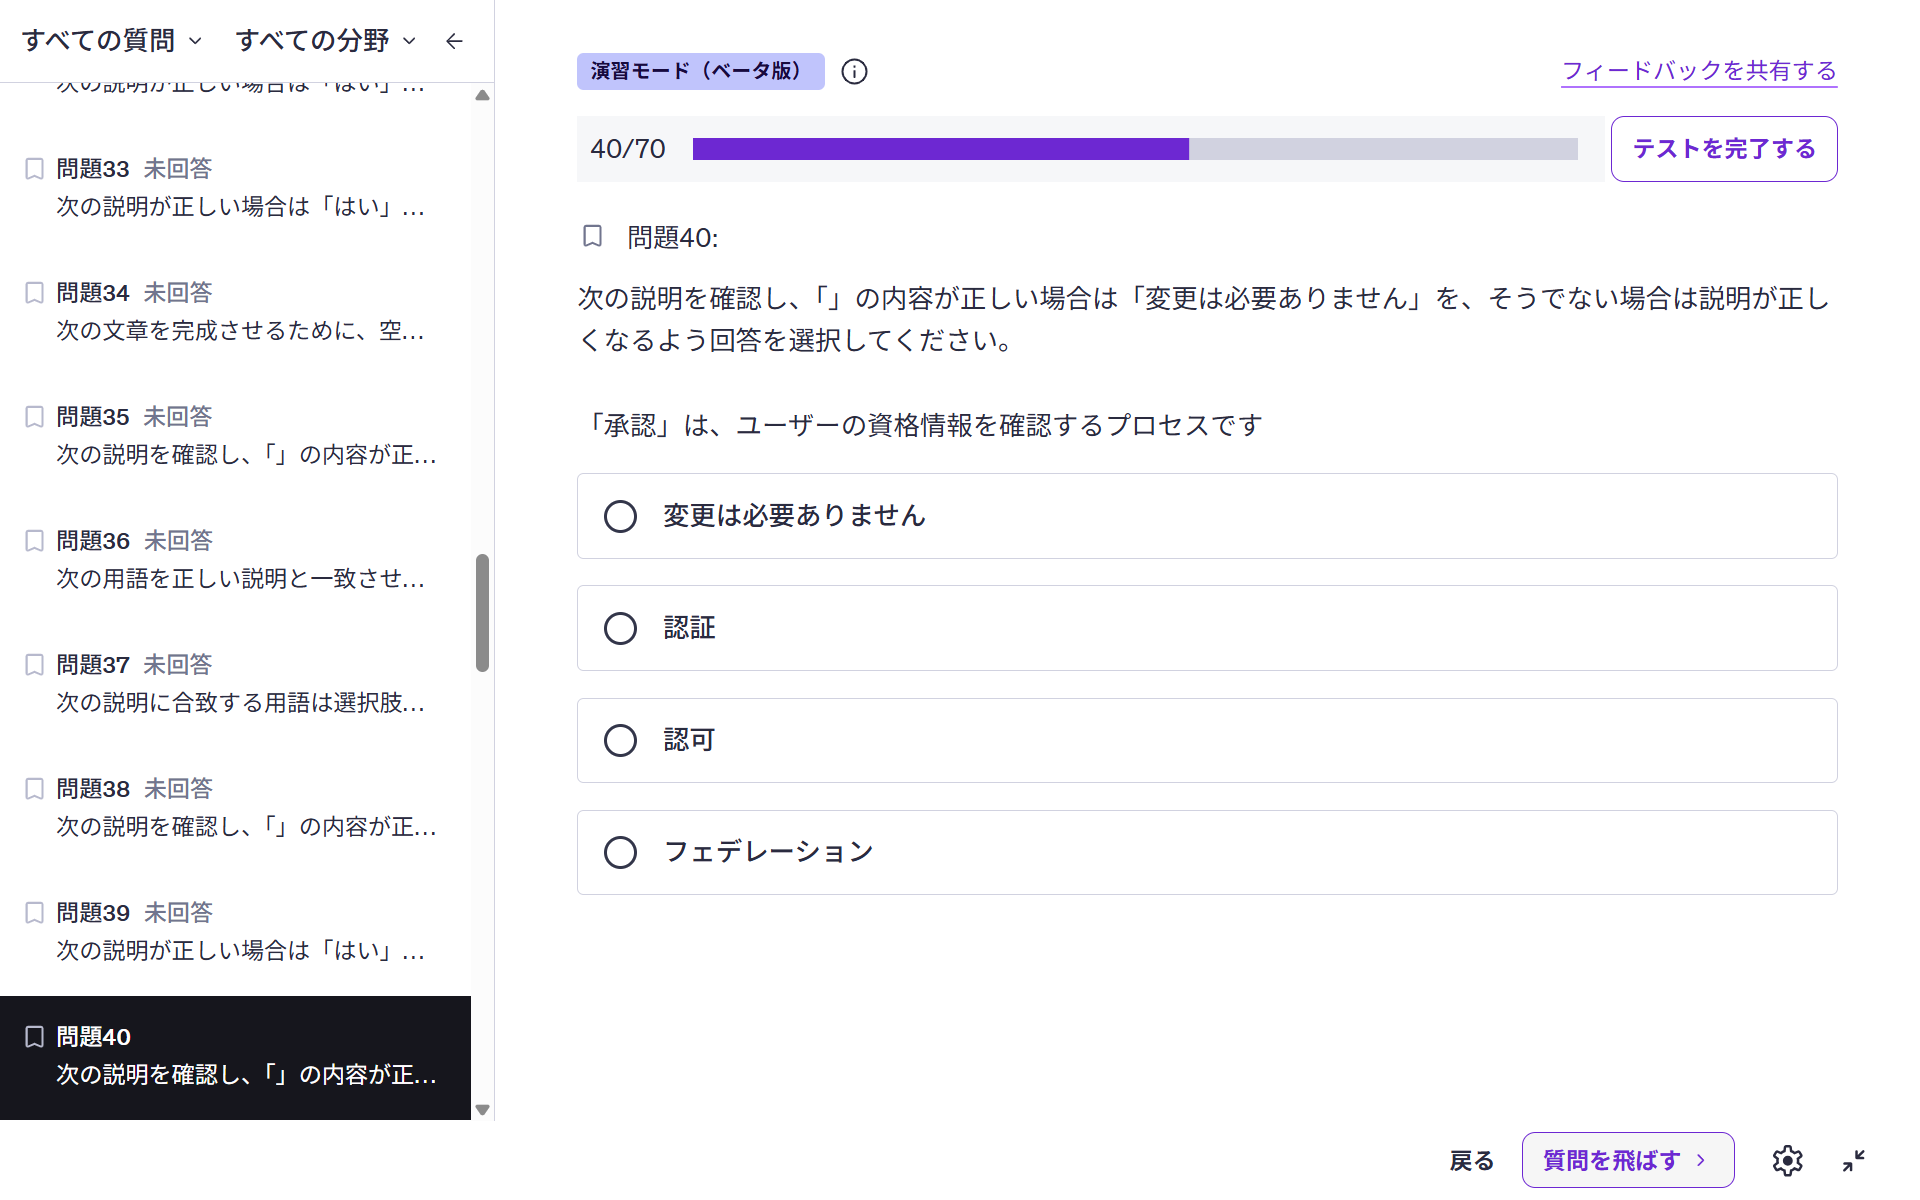 すべての質問 すべての分野
次の説明が正しい場合は「はい」...
問題33 未回答
次の説明が正しい場合は「はい」...
問題34 未回答
次の文章を完成させるために、空...
問題35 未回答
次の説明を確認し、「」の内容が正...
問題36 未回答
次の用語を正しい説明と一致させ...
問題37 未回答
次の説明に合致する用語は選択肢...
問題38 未回答
次の説明を確認し、「」の内容が正...
問題39 未回答
次の説明が正しい場合は「はい」...
問題40
次の説明を確認し、「」の内容が正...
演習モード（ベータ版）
フィードバックを共有する
40/70
テストを完了する
問題40:
次の説明を確認し、「」の内容が正しい場合は「変更は必要ありません」を、そうでない場合は説明が正し
くなるよう回答を選択してください。
「承認」は、ユーザーの資格情報を確認するプロセスです
変更は必要ありません
認証
認可
フェデレーション
戻る
質問を飛ばす